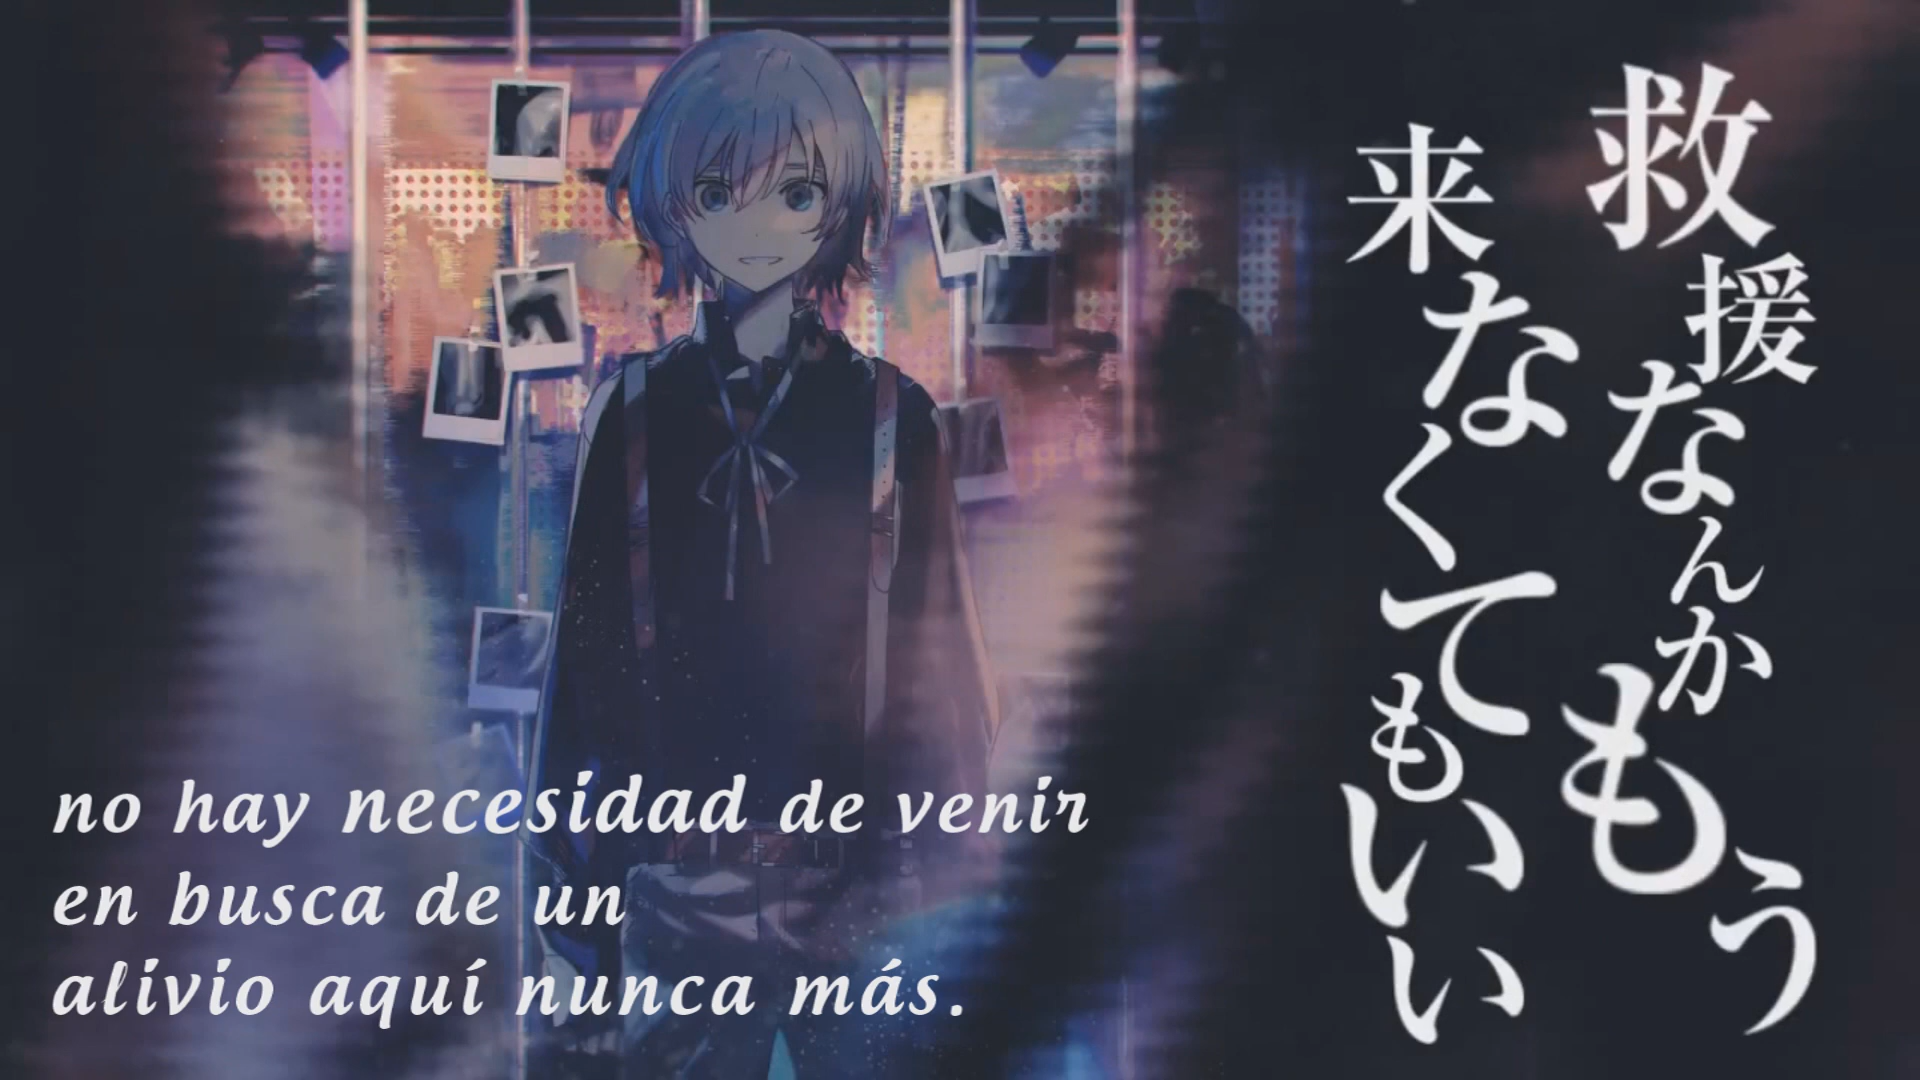 救援なんかもう
来なくてもいい
no hay necesidad de venir
en busca de un
alivio aquí nunca más.